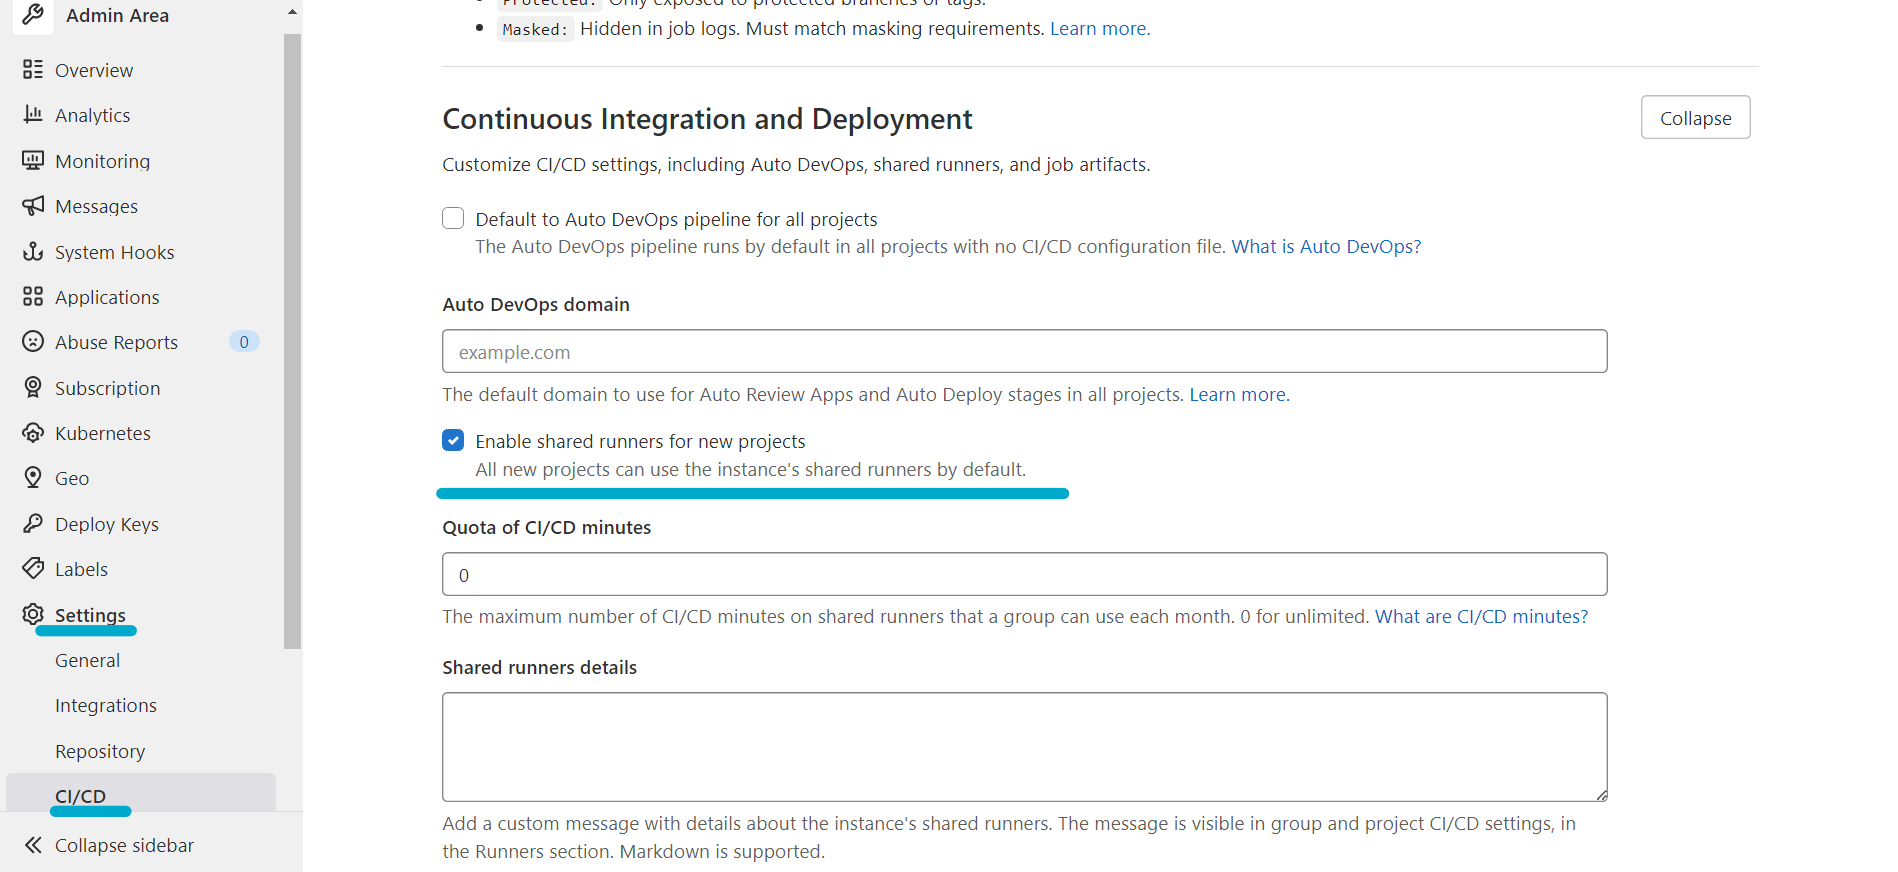 Admin Area
Overview
Analytics
Monitoring
Messages
System Hooks
Applications
Abuse Reports 0
Subscription
Kubernetes
Geo
Deploy Keys
Labels
Settings
General
Integrations
Repository
CI/CD
Collapse sidebar
Protected: Only exposed to protected branches or tags.
Masked: Hidden in job logs. Must match masking requirements. Learn more.
Continuous Integration and Deployment
Collapse
Customize CI/CD settings, including Auto DevOps, shared runners, and job artifacts.
Default to Auto DevOps pipeline for all projects
The Auto DevOps pipeline runs by default in all projects with no CI/CD configuration file. What is Auto DevOps?
Auto DevOps domain
example.com
The default domain to use for Auto Review Apps and Auto Deploy stages in all projects. Learn more.
Enable shared runners for new projects
All new projects can use the instance's shared runners by default.
Quota of CI/CD minutes
0
The maximum number of CI/CD minutes on shared runners that a group can use each month. 0 for unlimited. What are CI/CD minutes?
Shared runners details
Add a custom message with details about the instance's shared runners. The message is visible in group and project CI/CD settings, in
the Runners section. Markdown is supported.